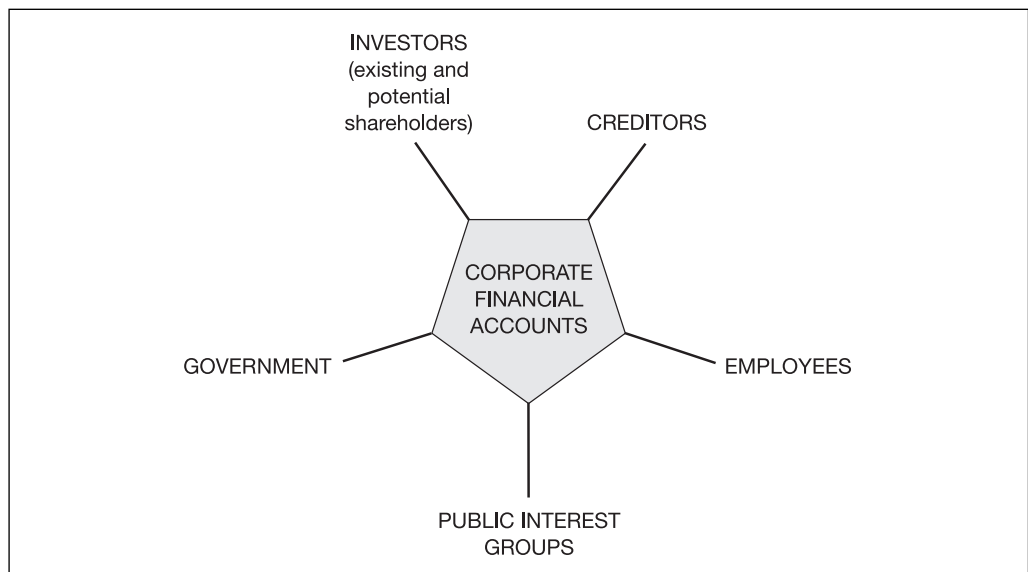 INVESTORS
(existing and
potential
shareholders)
CREDITORS
CORPORATE
FINANCIAL
ACCOUNTS
GOVERNMENT
EMPLOYEES
PUBLIC INTEREST
GROUPS